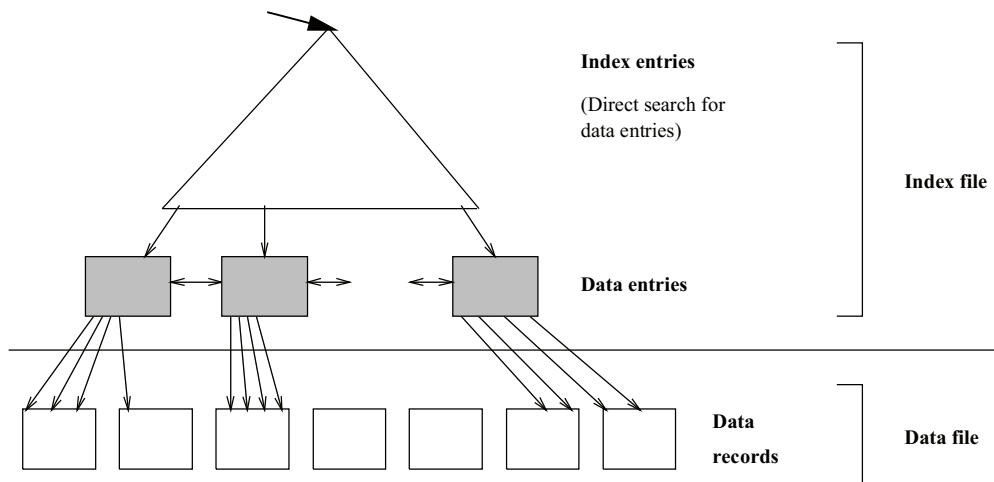 Index entries
(Direct search for
data entries)
Index file
Data entries
Data
records
Data file